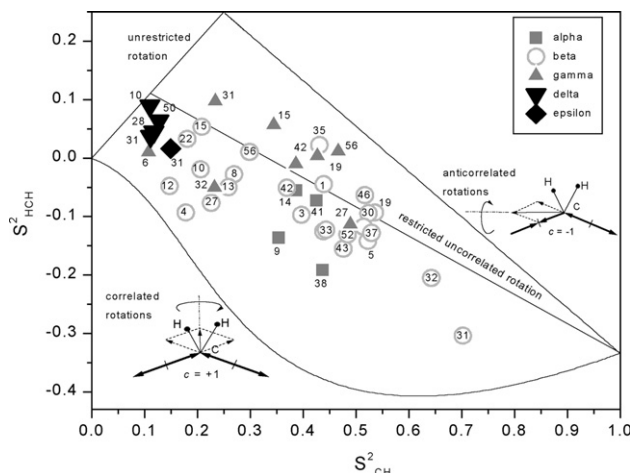 0.2
0.1
0.0
-0.1
-0.2
-0.3
-0.4
S²HCH
0.0 0.1 0.2 0.3 0.4 0.5 0.6 0.7 0.8 0.9 1.0
S²CH
unrestricted
rotation
alpha
beta
gamma
delta
epsilon
anticorrelated
rotations
H H
C
c = -1
restricted uncorrelated rotation
correlated
rotations
H H
C
c = +1
10
50
28
31
6
31
31
15
22
15
56
35
42
19
56
10
8
12
32
13
27
4
42
14
1
41
3
46
30
19
27
52
37
5
33
43
9
38
32
31